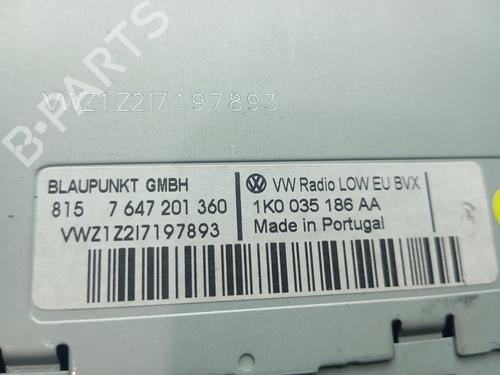 VWZ1Z2I7197893
B-PARTS
BLAUPUNKT GMBH
815 7 647 201 360
VWZ1Z2I7197893
VW Radio LOW EU BVX
1K0 035 186 AA
Made in Portugal